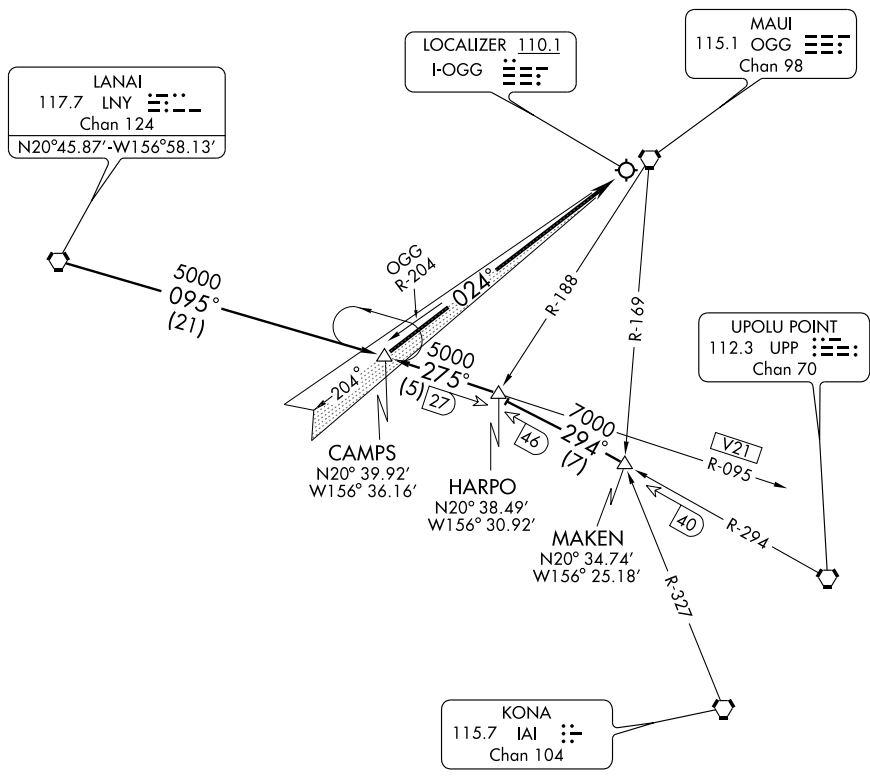 LOCALIZER 110.1
I-OGG
MAUI
115.1 OGG
Chan 98
LANAI
117.7 LNY
Chan 124
N20°45.87'-W156°58.13'
5000
095°
(21)
OGG
R-204
024°
204°
R-188
R-169
5000
275°
(5)
27
46
7000
294°
(7)
V21
R-095
UPOLU POINT
112.3 UPP
Chan 70
CAMPS
N20° 39.92'
W156° 36.16'
HARPO
N20° 38.49'
W156° 30.92'
MAKEN
N20° 34.74'
W156° 25.18'
40
R-294
R-327
KONA
115.7 IAI
Chan 104